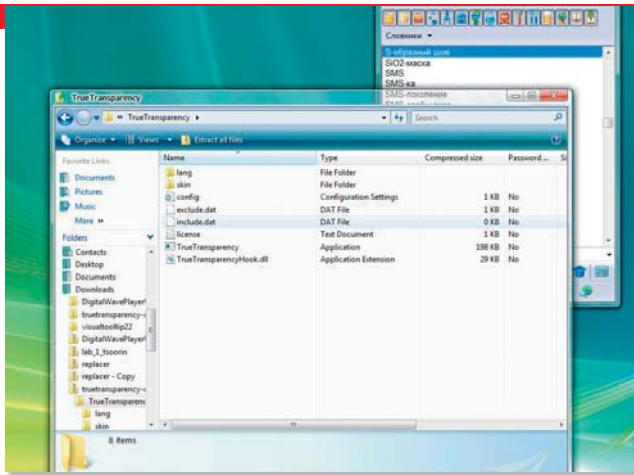 Словники
S-образный шов
SiO2-маска
SMS
SMS-ка
SMS-поколение
TrueTransparency
« TrueTransparency
Search
Organize
Views
Extract all files
Favorite Links
Documents
Pictures
Music
More »
Folders
Contacts
Desktop
Documents
Downloads
DigitalWavePlayer
truetransparency-
visualtooltip22
DigitalWavePlayer
lab_1_tsoorin
replacer
replacer - Copy
truetransparency-
TrueTransparenc
lang
skin
Name Type Compressed size Password ...
lang File Folder
skin File Folder
config Configuration Settings 1 KB No
exclude.dat DAT File 1 KB No
include.dat DAT File 0 KB No
license Text Document 1 KB No
TrueTransparency Application 198 KB No
TrueTransparencyHook.dll Application Extension 29 KB No
8 items